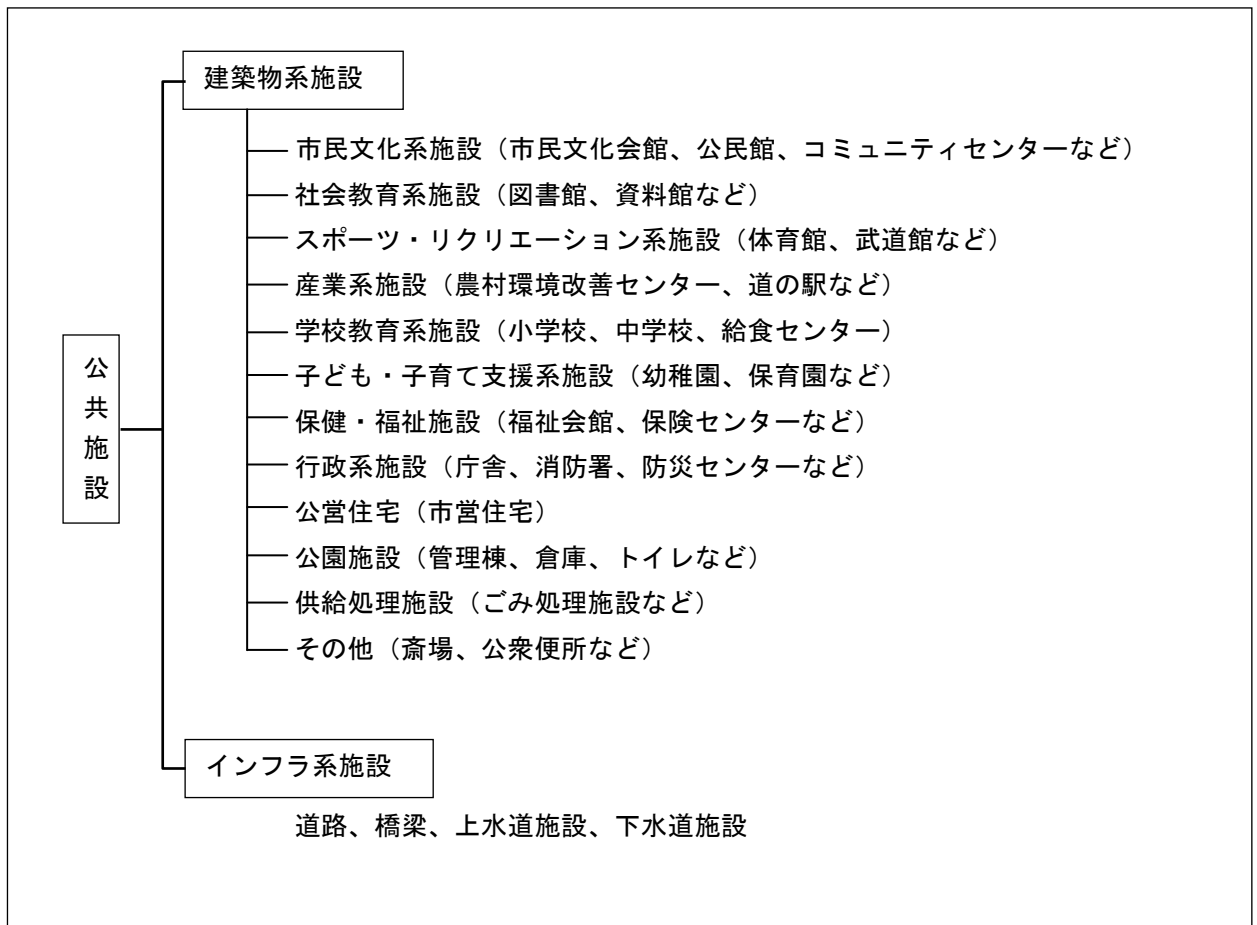 公共施設
建築物系施設
市民文化系施設（市民文化会館、公民館、コミュニティセンターなど）
社会教育系施設（図書館、資料館など）
スポーツ・リクリエーション系施設（体育館、武道館など）
産業系施設（農村環境改善センター、道の駅など）
学校教育系施設（小学校、中学校、給食センター）
子ども・子育て支援系施設（幼稚園、保育園など）
保健・福祉施設（福祉会館、保険センターなど）
行政系施設（庁舎、消防署、防災センターなど）
公営住宅（市営住宅）
公園施設（管理棟、倉庫、トイレなど）
供給処理施設（ごみ処理施設など）
その他（斎場、公衆便所など）
インフラ系施設
道路、橋梁、上水道施設、下水道施設